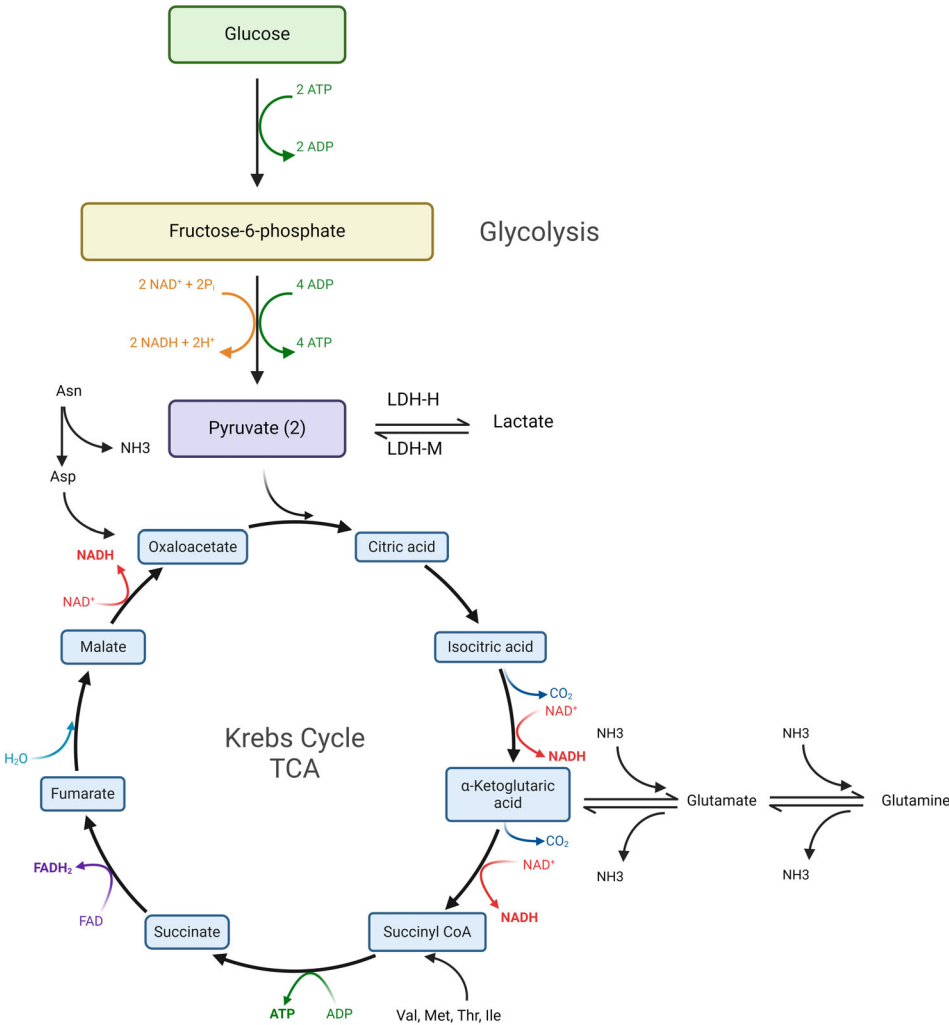 Glucose
2 ATP
2 ADP
Fructose-6-phosphate
Glycolysis
2 NAD⁺ + 2Pᵢ
4 ADP
2 NADH + 2H⁺
4 ATP
Asn
NH3
Asp
Pyruvate (2)
LDH-H
LDH-M
Lactate
Oxaloacetate
Citric acid
NADH
NAD⁺
Malate
Isocitric acid
CO₂
NAD⁺
NADH
Krebs Cycle
TCA
H₂O
Fumarate
α-Ketoglutaric
acid
NH3
Glutamate
NH3
NH3
Glutamine
NH3
CO₂
NAD⁺
NADH
FADH₂
FAD
Succinate
Succinyl CoA
ATP
ADP
Val, Met, Thr, Ile